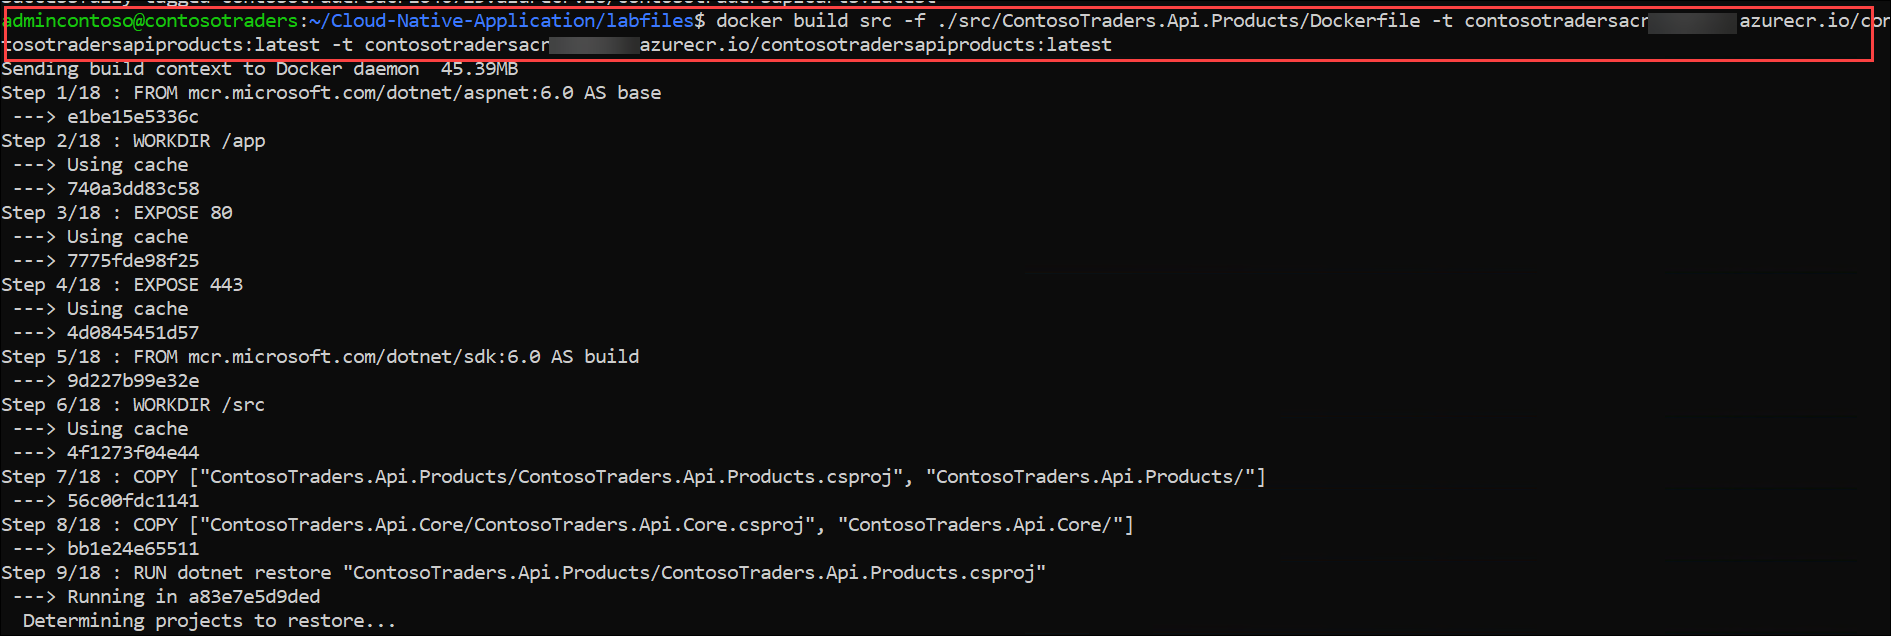 admincontoso@contosotraders:~/Cloud-Native-Application/labfiles$ docker build src -f ./src/ContosoTraders.Api.Products/Dockerfile -t contosotradersacr azurecr.io/con
tosotradersapiproducts:latest -t contosotradersacr azurecr.io/contosotradersapiproducts:latest
Sending build context to Docker daemon  45.39MB
Step 1/18 : FROM mcr.microsoft.com/dotnet/aspnet:6.0 AS base
 ---> e1be15e5336c
Step 2/18 : WORKDIR /app
 ---> Using cache
 ---> 740a3dd83c58
Step 3/18 : EXPOSE 80
 ---> Using cache
 ---> 7775fde98f25
Step 4/18 : EXPOSE 443
 ---> Using cache
 ---> 4d0845451d57
Step 5/18 : FROM mcr.microsoft.com/dotnet/sdk:6.0 AS build
 ---> 9d227b99e32e
Step 6/18 : WORKDIR /src
 ---> Using cache
 ---> 4f1273f04e44
Step 7/18 : COPY ["ContosoTraders.Api.Products/ContosoTraders.Api.Products.csproj", "ContosoTraders.Api.Products/"]
 ---> 56c00fdc1141
Step 8/18 : COPY ["ContosoTraders.Api.Core/ContosoTraders.Api.Core.csproj", "ContosoTraders.Api.Core/"]
 ---> bb1e24e65511
Step 9/18 : RUN dotnet restore "ContosoTraders.Api.Products/ContosoTraders.Api.Products.csproj"
 ---> Running in a83e7e5d9ded
  Determining projects to restore...